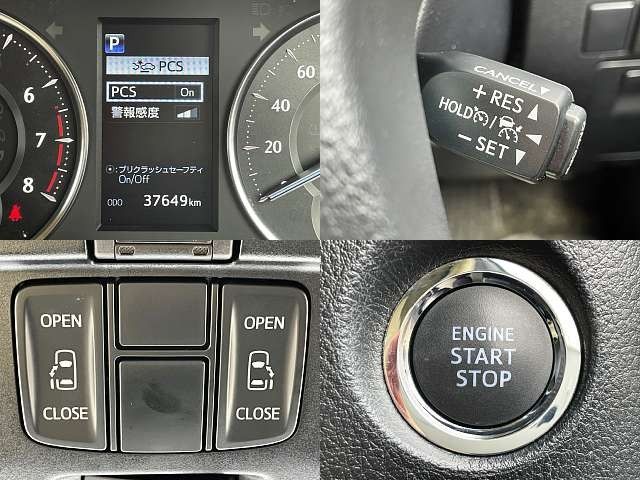 6
7
8
P
PCS
PCS On
警報感度
:プリクラッシュセーフティ
On/Off
ODO 37649 km
60
40
20
CANCEL▼
+ RES▲
HOLD / ◀
− SET▼
OPEN
CLOSE
OPEN
CLOSE
ENGINE
START
STOP